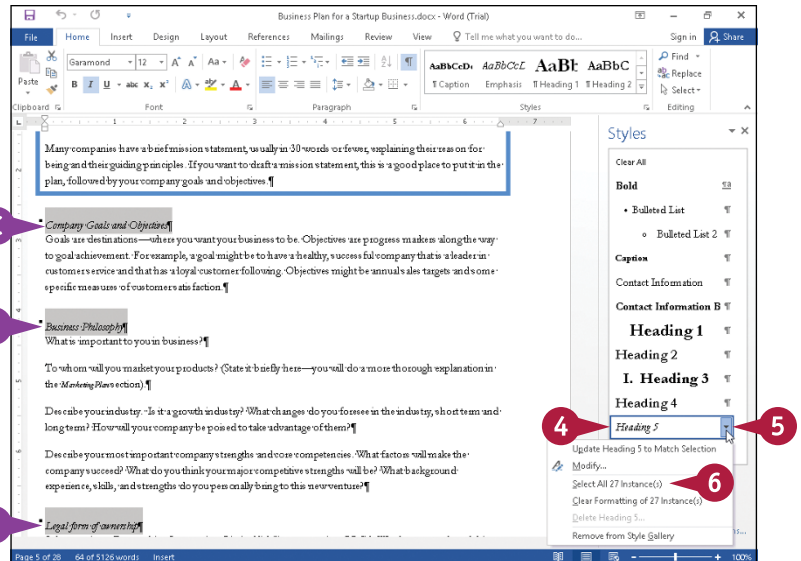 Business Plan for a Startup Business.docx - Word (Trial)
File Home Insert Design Layout References Mailings Review View Tell me what you want to do... Sign in Share
Garamond 12 A A Aa
Find
Replace
Select
Paste
B I U abc x₂ x² A A
AaBbCcDc AaBbCcL AaBb AaBbC
¶ Caption Emphasis ¶ Heading 1 ¶ Heading 2
Clipboard Font Paragraph Styles Editing
1 2 3 4 5 6 7
Many companies have a brief mission statement, usually in 30 words or fewer, explaining their reason for
being and their guiding principles. If you want to draft a mission statement, this is a good place to put it in the
plan, followed by your company goals and objectives.¶
Company Goals and Objectives¶
Goals are destinations—where you want your business to be. Objectives are progress markers along the way
to goal achievement. For example, a goal might be to have a healthy, successful company that is a leader in
customer service and that has a loyal customer following. Objectives might be annual sales targets and some
specific measures of customer satisfaction.¶
Business Philosophy¶
What is important to you in business?¶
To whom will you market your products? (State it briefly here—you will do a more thorough explanation in
the Marketing Plan section).¶
Describe your industry. Is it a growth industry? What changes do you foresee in the industry, short term and
long term? How will your company be poised to take advantage of them?¶
Describe your most important company strengths and core competencies. What factors will make the
company succeed? What do you think your major competitive strengths will be? What background
experience, skills, and strengths do you personally bring to this new venture?¶
Legal form of ownership¶
Styles
Clear All
Bold ¶a
• Bulleted List ¶
o Bulleted List 2 ¶
Caption ¶
Contact Information ¶
Contact Information B ¶
Heading 1 ¶
Heading 2 ¶
I. Heading 3 ¶
Heading 4 ¶
4 Heading 5 5
Update Heading 5 to Match Selection
Modify...
Select All 27 Instance(s) 6
Clear Formatting of 27 Instance(s)
Delete Heading 5...
Remove from Style Gallery
Page 5 of 28 64 of 5126 words Insert 100%